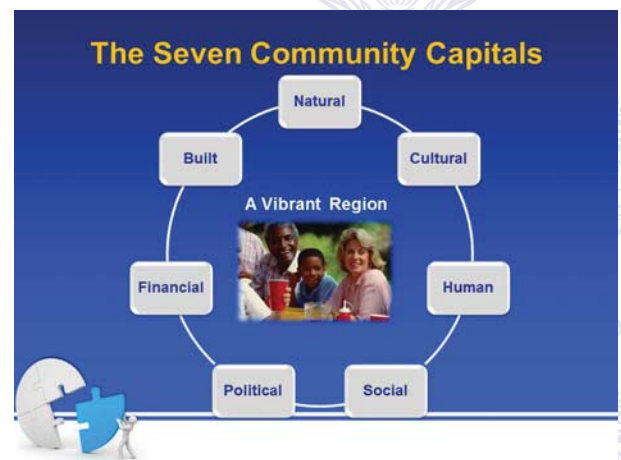 The Seven Community Capitals
Natural
Built
Cultural
A Vibrant Region
Financial
Human
Political
Social